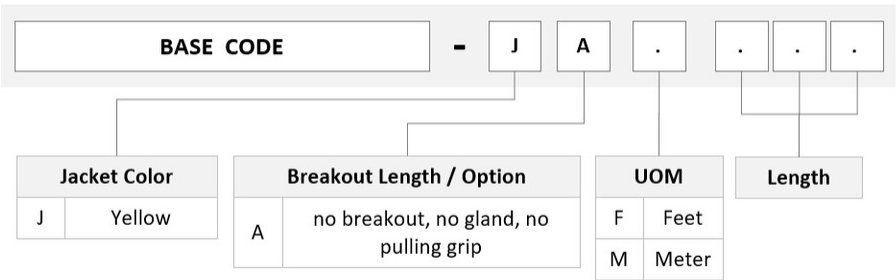 BASE CODE - J A . . . .
Jacket Color
J Yellow
Breakout Length / Option
A no breakout, no gland, no
pulling grip
UOM
F Feet
M Meter
Length